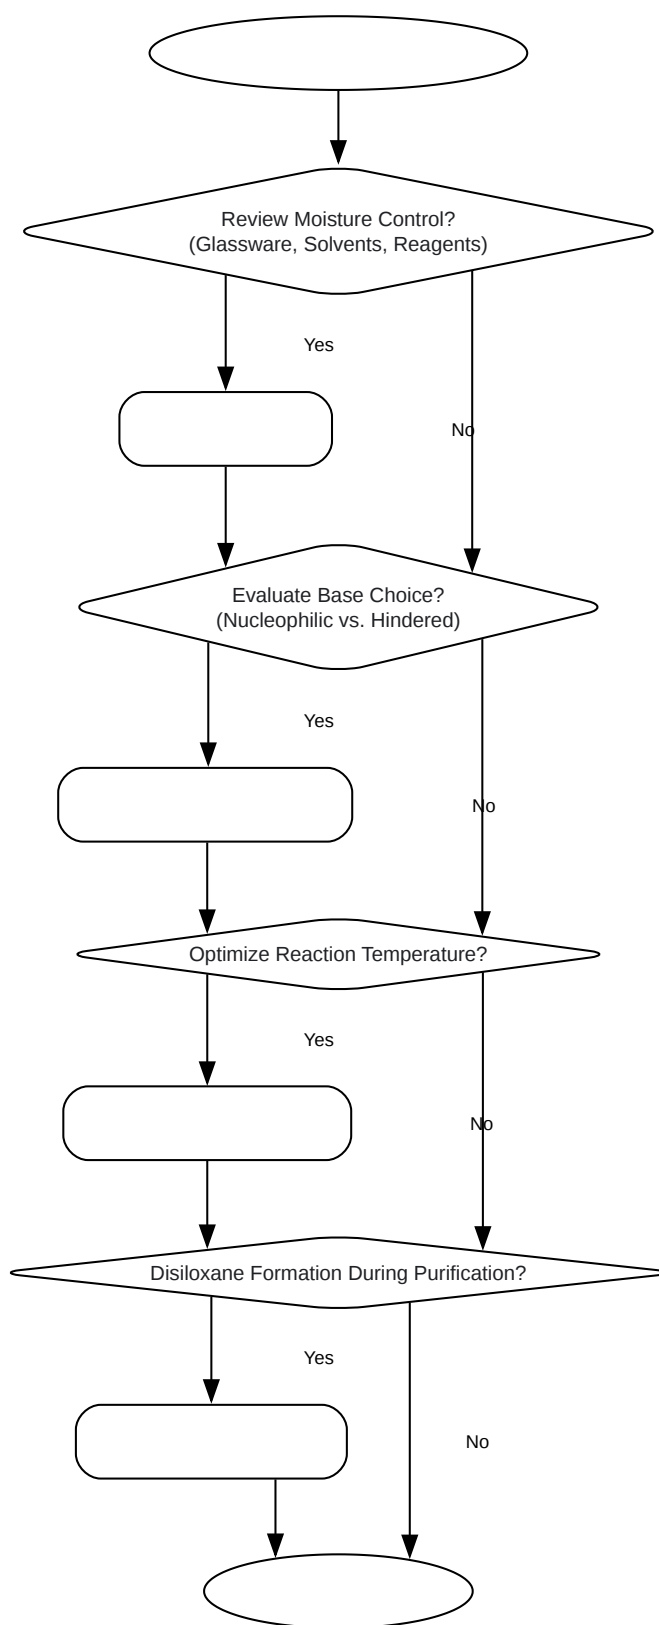 Review Moisture Control?
(Glassware, Solvents, Reagents)
Yes
No
Evaluate Base Choice?
(Nucleophilic vs. Hindered)
Yes
No
Optimize Reaction Temperature?
Yes
No
Disiloxane Formation During Purification?
Yes
No